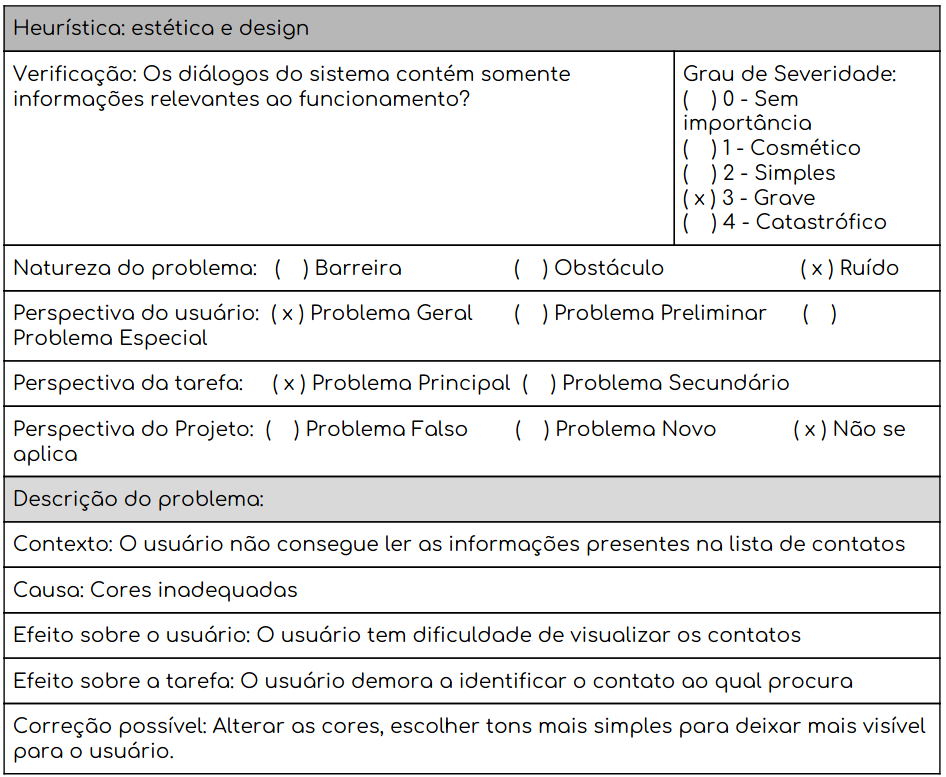 Heurística: estética e design
Verificação: Os diálogos do sistema contém somente
informações relevantes ao funcionamento?
Grau de Severidade:
(   ) 0 - Sem
importância
(   ) 1 - Cosmético
(   ) 2 - Simples
( x ) 3 - Grave
(   ) 4 - Catastrófico
Natureza do problema:   (   ) Barreira   (   ) Obstáculo   ( x ) Ruído
Perspectiva do usuário:  ( x ) Problema Geral   (   ) Problema Preliminar   (   )
Problema Especial
Perspectiva da tarefa:   ( x ) Problema Principal  (   ) Problema Secundário
Perspectiva do Projeto:  (   ) Problema Falso   (   ) Problema Novo   ( x ) Não se
aplica
Descrição do problema:
Contexto: O usuário não consegue ler as informações presentes na lista de contatos
Causa: Cores inadequadas
Efeito sobre o usuário: O usuário tem dificuldade de visualizar os contatos
Efeito sobre a tarefa: O usuário demora a identificar o contato ao qual procura
Correção possível: Alterar as cores, escolher tons mais simples para deixar mais visível
para o usuário.